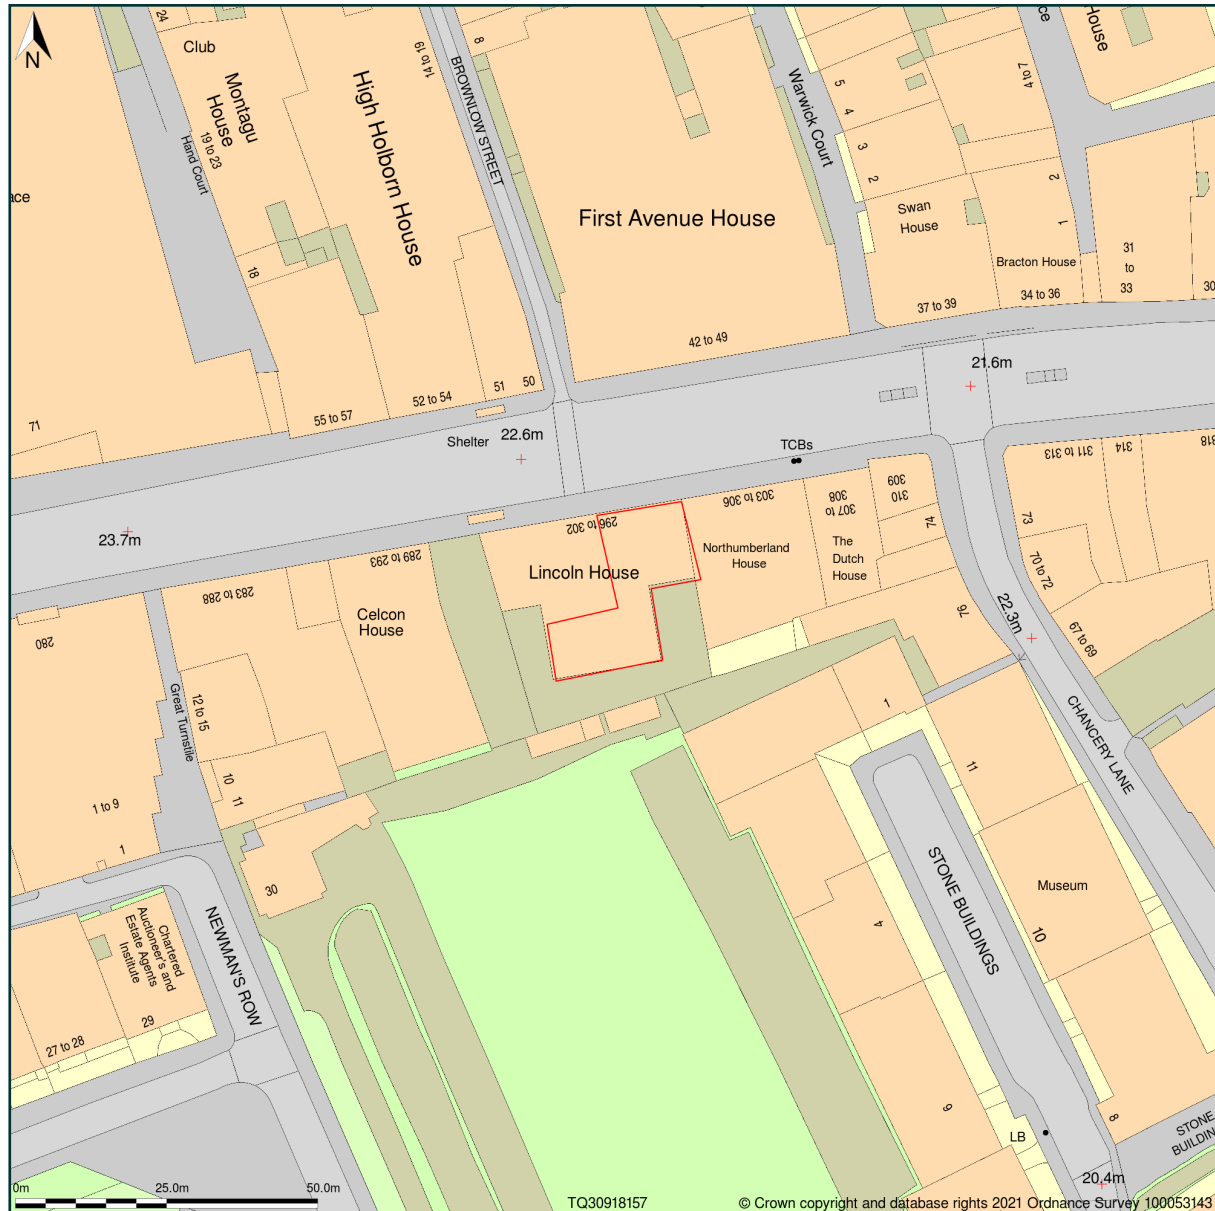 N
24
Club
Montagu
House
19 to 23
Hand Court
18
High Holborn House
14 to 19
8
BROWNLOW STREET
First Avenue House
Warwick Court
5
4
3
2
4 to 7
ce
House
Swan
House
2
1
Bracton House
31
to
33
30
37 to 39
34 to 36
42 to 49
ace
71
55 to 57
52 to 54
51
50
Shelter
22.6m
21.6m
TCBs
23.7m
296 to 302
303 to 306
307 to
308
309
310
74
311 to 313
314
318
73
70 to 72
67 to 69
289 to 293
283 to 288
280
Lincoln House
Northumberland
House
The
Dutch
House
Celcon
House
76
22.3m
Great Turnstile
12 to 15
10
11
1 to 9
1
30
CHANCERY LANE
1
11
STONE BUILDINGS
Museum
10
4
9
8
NEWMAN'S ROW
Chartered
Auctioneer's and
Estate Agents
Institute
29
27 to 28
LB
STONE
BUILDIN
20.4m
0m
25.0m
50.0m
TQ30918157
© Crown copyright and database rights 2021 Ordnance Survey 100053143